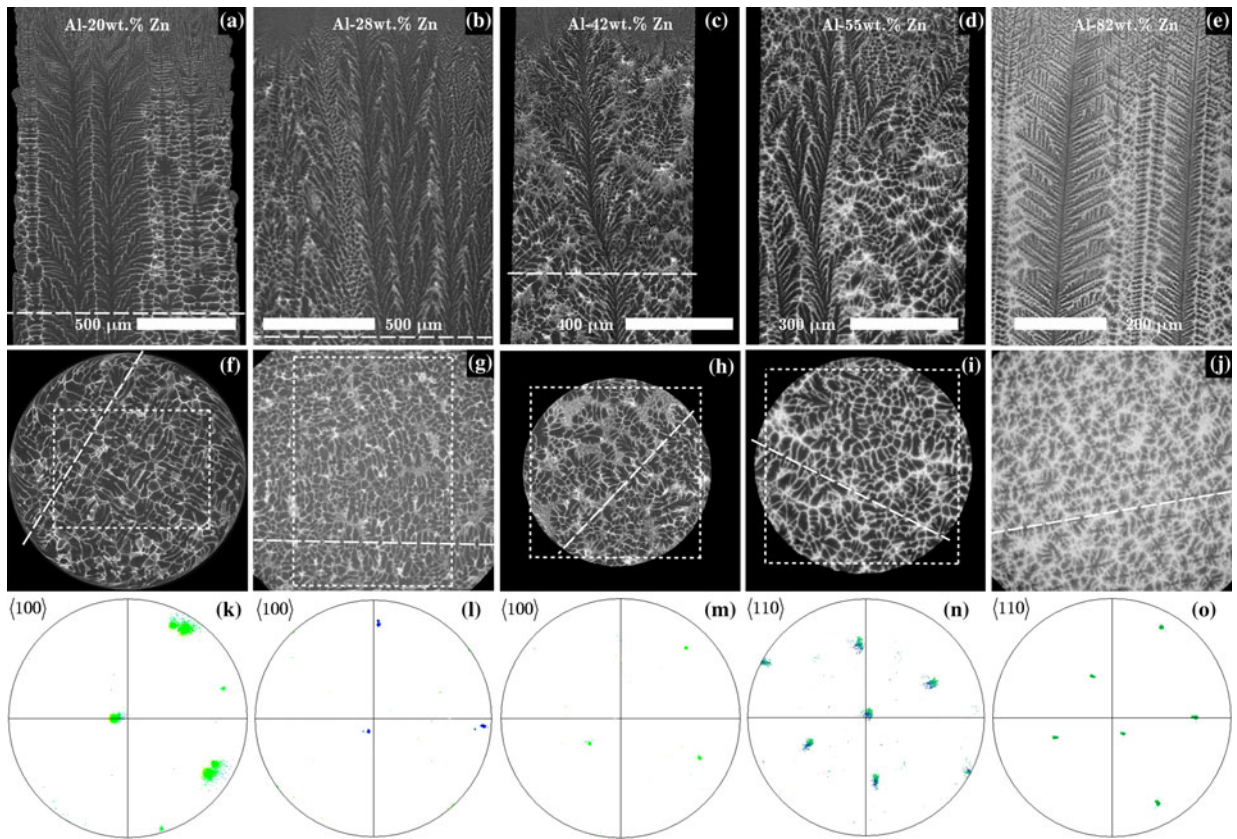 Al-20wt.% Zn (a)
Al-28wt.% Zn (b)
Al-42wt.% Zn (c)
Al-55wt.% Zn (d)
Al-82wt.% Zn (e)
500 μm
500 μm
400 μm
300 μm
200 μm
(f)
(g)
(h)
(i)
(j)
⟨100⟩ (k)
⟨100⟩ (l)
⟨100⟩ (m)
⟨110⟩ (n)
⟨110⟩ (o)